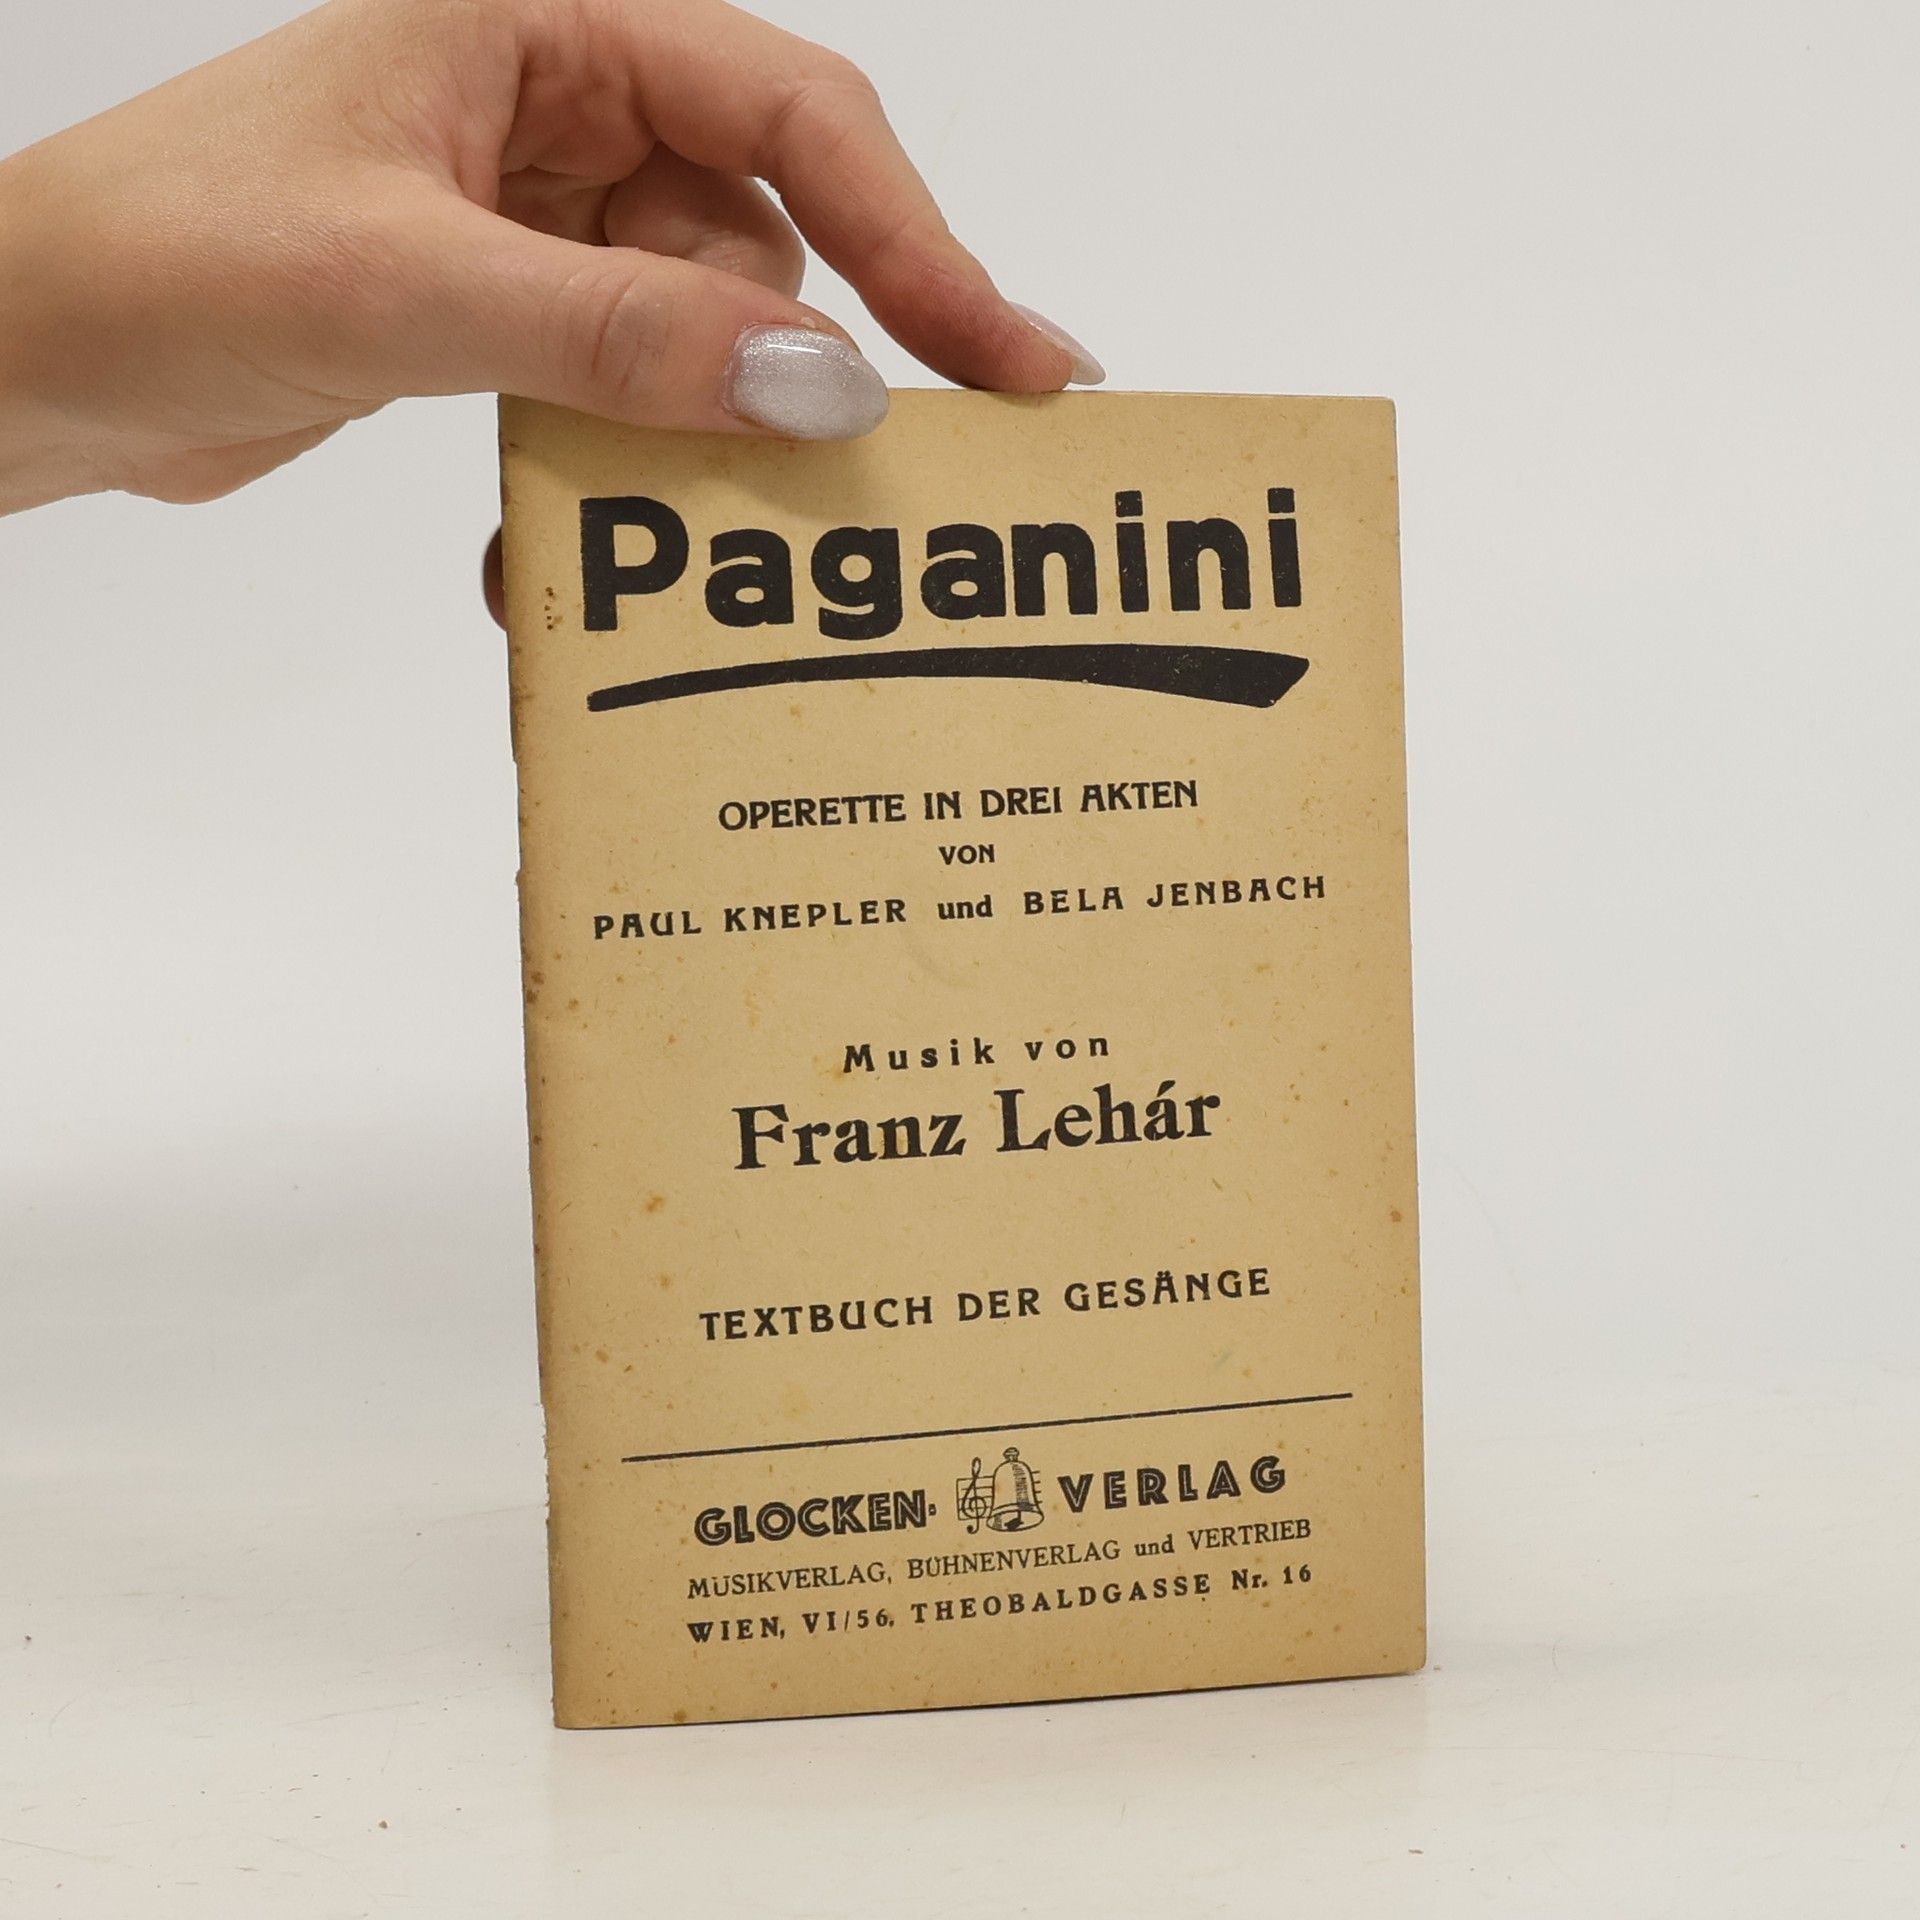 Paganini
OPERETTE IN DREI AKTEN
VON
PAUL KNEPLER und BELA JENBACH
Musik von
Franz Lehár
TEXTBUCH DER GESÄNGE
GLOCKEN- VERLAG
MUSIKVERLAG, BÜHNENVERLAG und VERTRIEB
WIEN, VI/56, THEOBALDGASSE Nr. 16